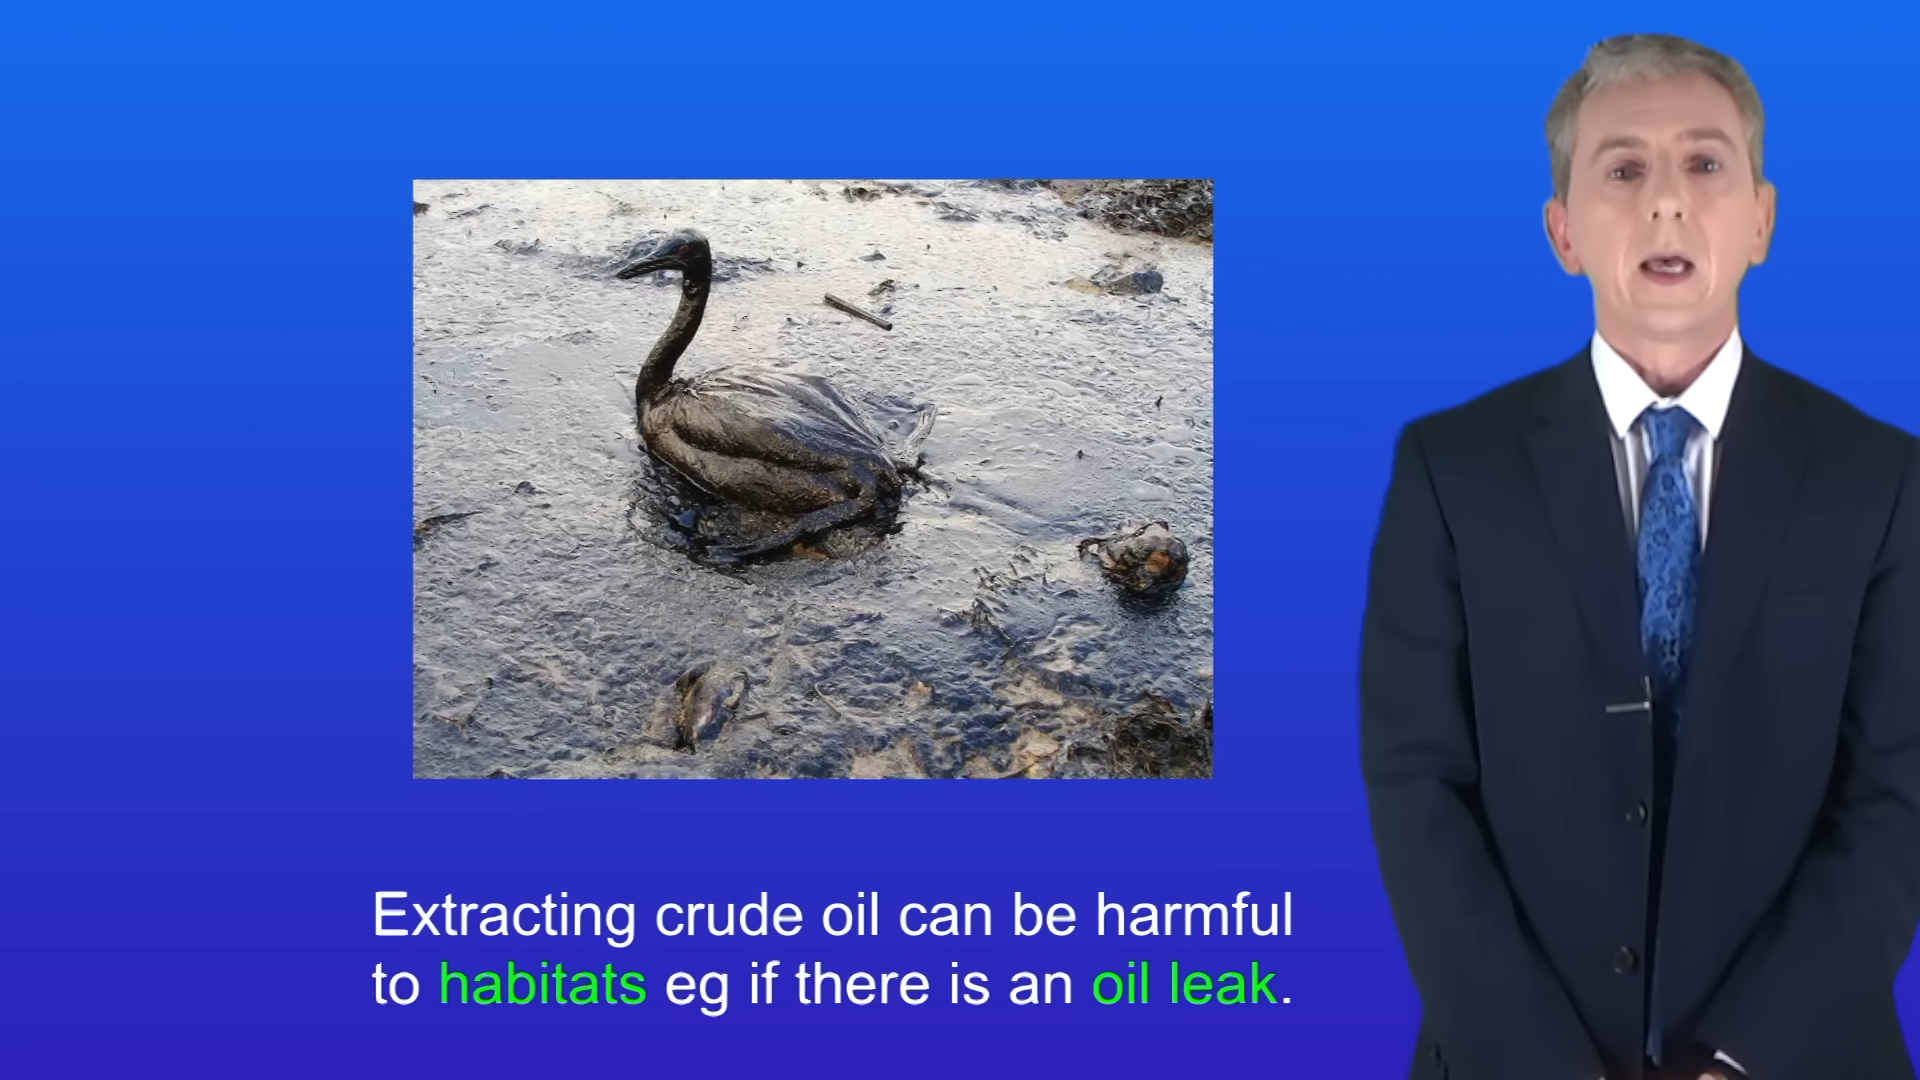 Extracting crude oil can be harmful
to habitats eg if there is an oil leak.